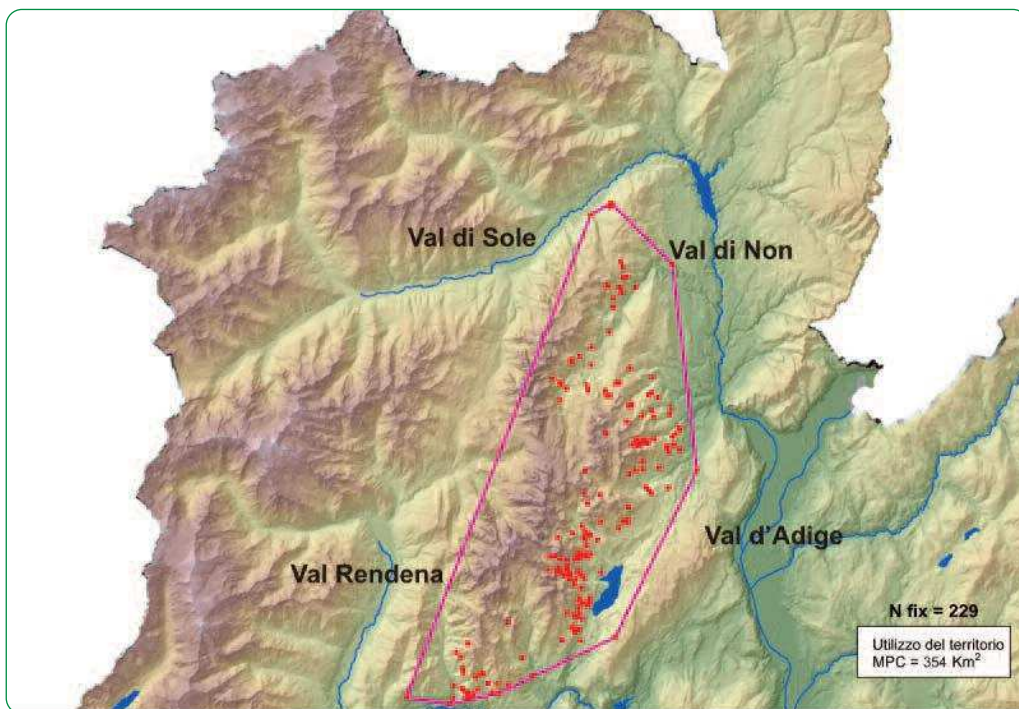 Val di Sole
Val di Non
Val d'Adige
Val Rendena
N fix = 229
Utilizzo del territorio
MPC = 354 Km²